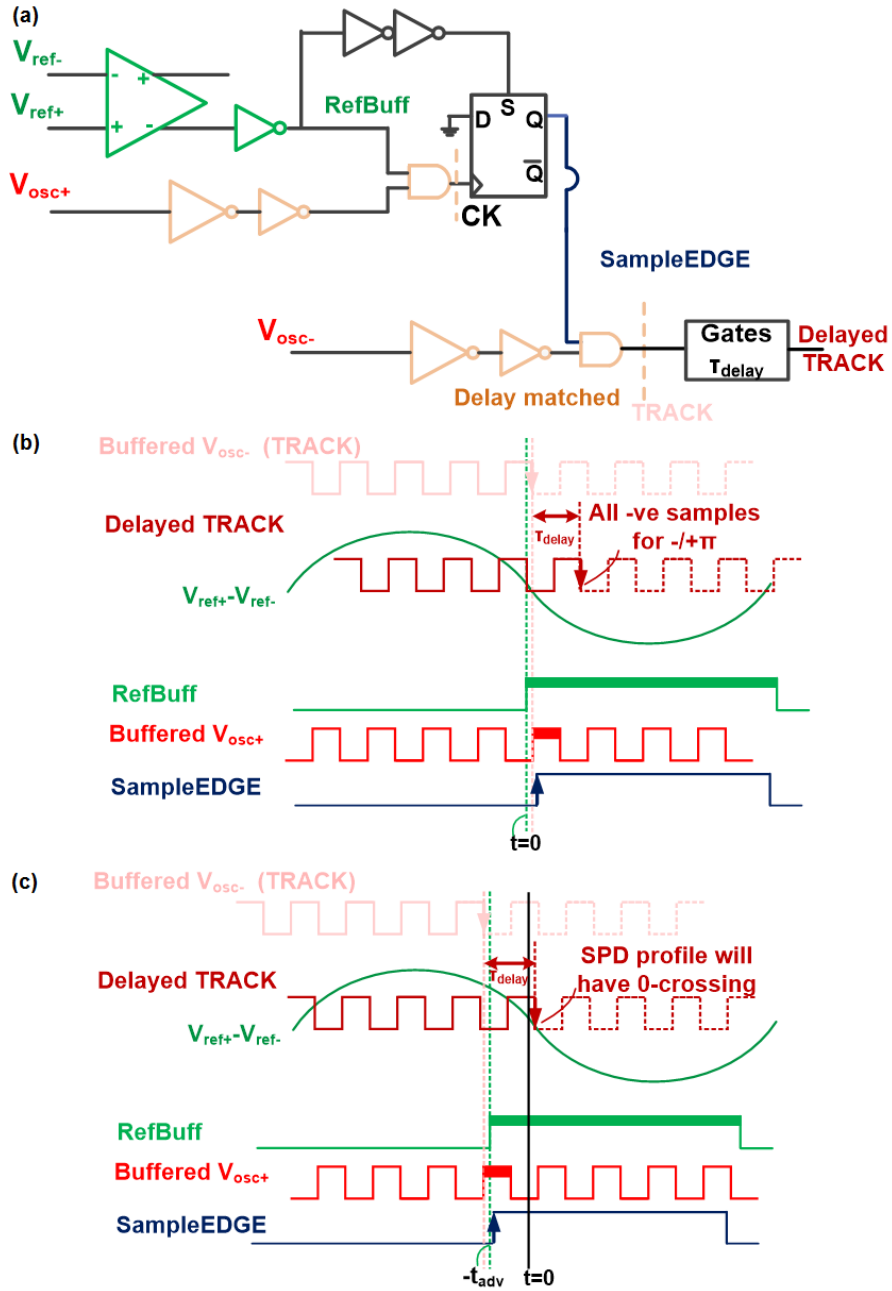 (a)
Vref-
Vref+
- +
+ -
RefBuff
D S Q
Q̅
Vosc+
CK
SampleEDGE
Vosc-
Gates
τdelay
Delayed
TRACK
Delay matched
TRACK
(b)
Buffered Vosc- (TRACK)
Delayed TRACK
τdelay
All -ve samples
for -/+π
Vref+-Vref-
RefBuff
Buffered Vosc+
SampleEDGE
t=0
(c)
Buffered Vosc- (TRACK)
Delayed TRACK
τdelay
SPD profile will
have 0-crossing
Vref+-Vref-
RefBuff
Buffered Vosc+
SampleEDGE
-tadv
t=0